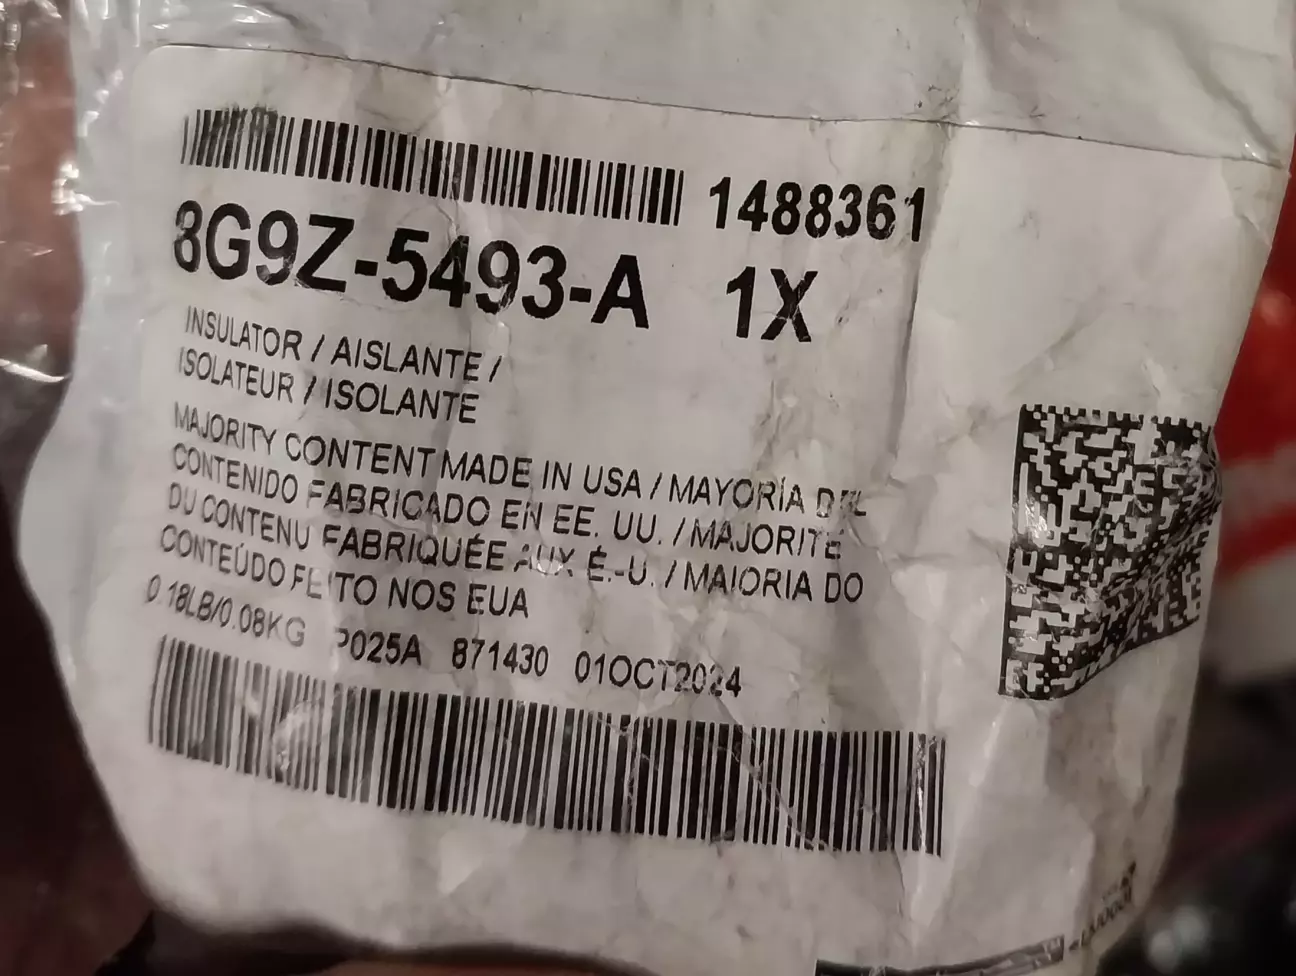 1488361
8G9Z-5493-A 1X
INSULATOR / AISLANTE /
ISOLATEUR / ISOLANTE
MAJORITY CONTENT MADE IN USA / MAYORÍA DEL
CONTENIDO FABRICADO EN EE. UU. / MAJORITÉ
DU CONTENU FABRIQUÉE AUX É.-U. / MAIORIA DO
CONTEÚDO FEITO NOS EUA
0.18LB/0.08KG P025A 871430 01OCT2024